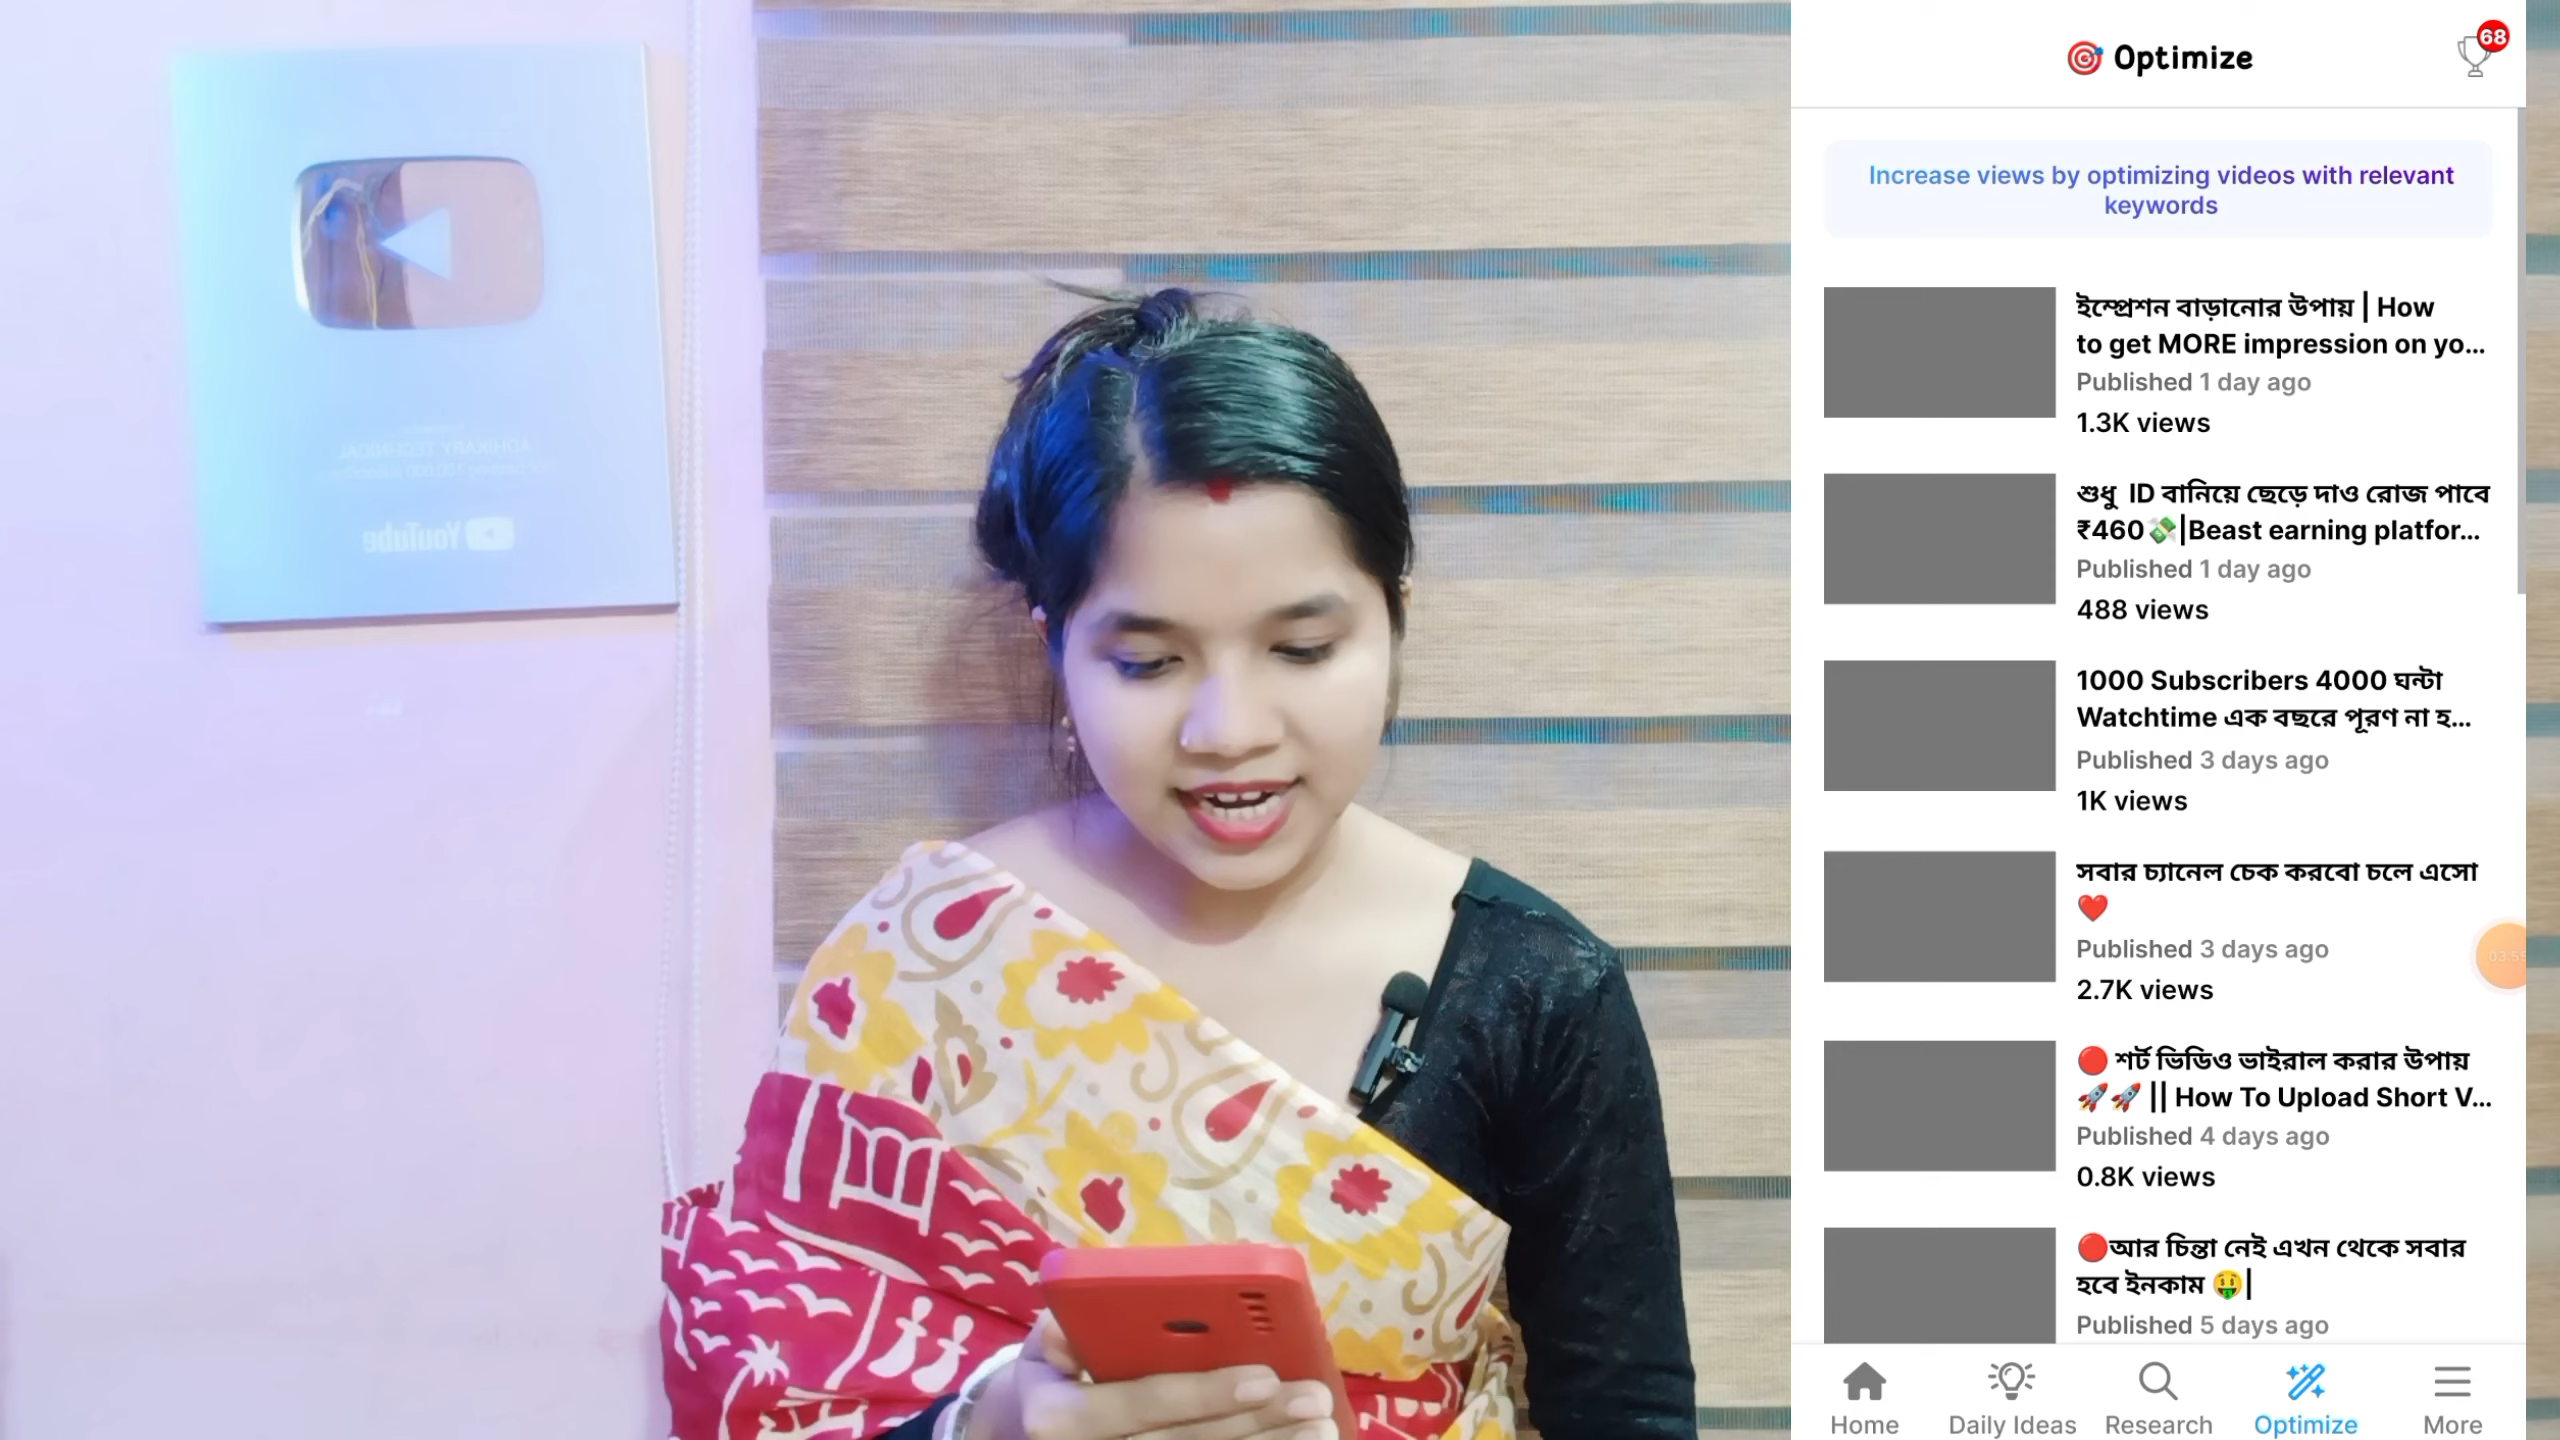 ADHIKARY TECHNICAL
YouTube
🎯 Optimize
68
Increase views by optimizing videos with relevant
keywords
ইম্প্রেশন বাড়ানোর উপায় | How
to get MORE impression on yo...
Published 1 day ago
1.3K views
শুধু ID বানিয়ে ছেড়ে দাও রোজ পাবে
₹460💸|Beast earning platfor...
Published 1 day ago
488 views
1000 Subscribers 4000 ঘন্টা
Watchtime এক বছরে পূরণ না হ...
Published 3 days ago
1K views
সবার চ্যানেল চেক করবো চলে এসো
❤️
Published 3 days ago
2.7K views
🔴 শর্ট ভিডিও ভাইরাল করার উপায়
🚀🚀 || How To Upload Short V...
Published 4 days ago
0.8K views
🔴আর চিন্তা নেই এখন থেকে সবার
হবে ইনকাম 🤑|
Published 5 days ago
Home
Daily Ideas
Research
Optimize
More